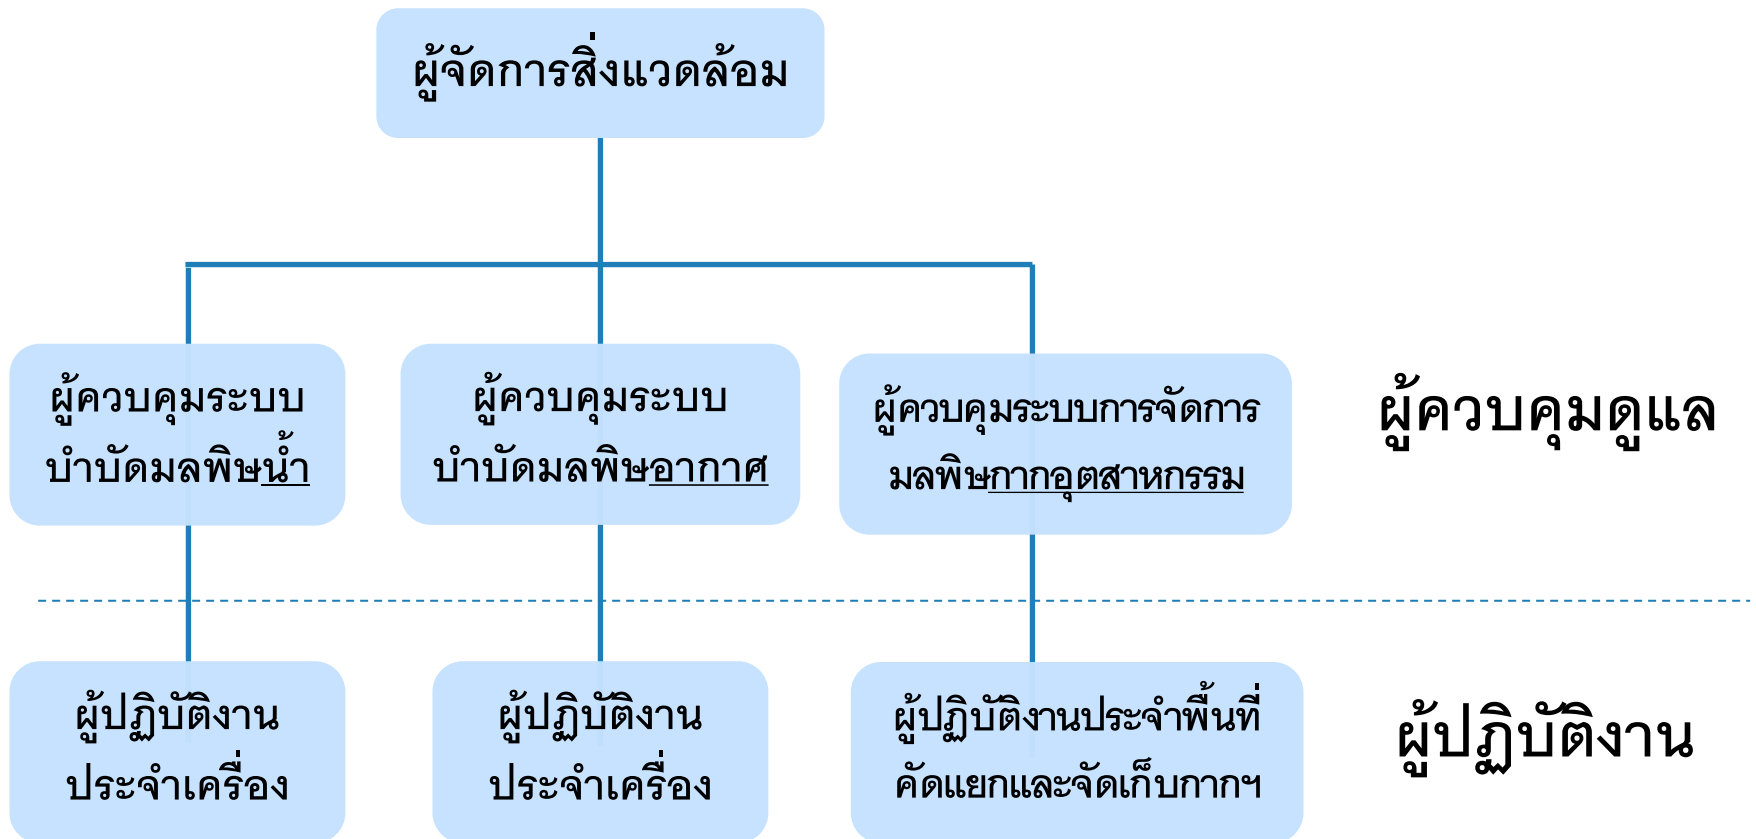 ผู้จัดการสิ่งแวดล้อม
ผู้ควบคุมระบบ
บำบัดมลพิษน้ำ
ผู้ควบคุมระบบ
บำบัดมลพิษอากาศ
ผู้ควบคุมระบบการจัดการ
มลพิษกากอุตสาหกรรม
ผู้ควบคุมดูแล
ผู้ปฏิบัติงาน
ประจำเครื่อง
ผู้ปฏิบัติงาน
ประจำเครื่อง
ผู้ปฏิบัติงานประจำพื้นที่
คัดแยกและจัดเก็บกากฯ
ผู้ปฏิบัติงาน